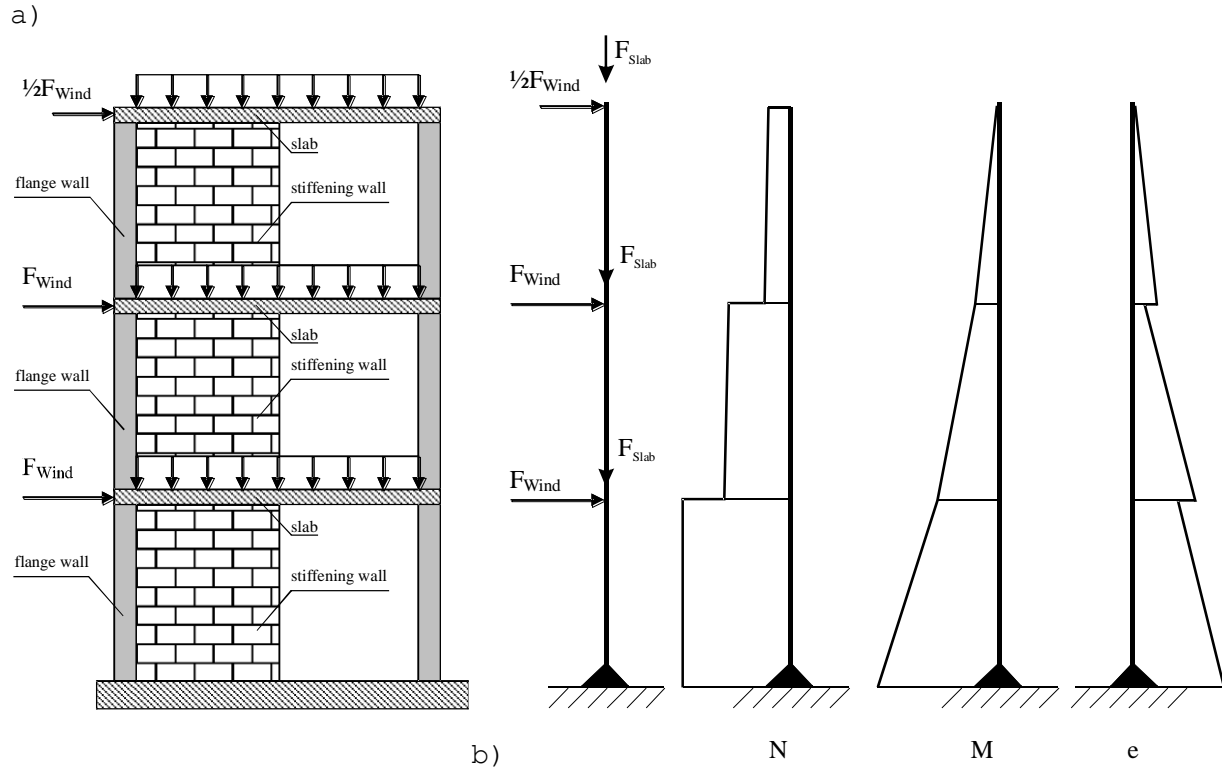 a)
½F_Wind
slab
flange wall
stiffening wall
F_Wind
slab
flange wall
stiffening wall
F_Wind
slab
flange wall
stiffening wall
F_Slab
½F_Wind
F_Slab
F_Wind
F_Slab
F_Wind
b)
N
M
e